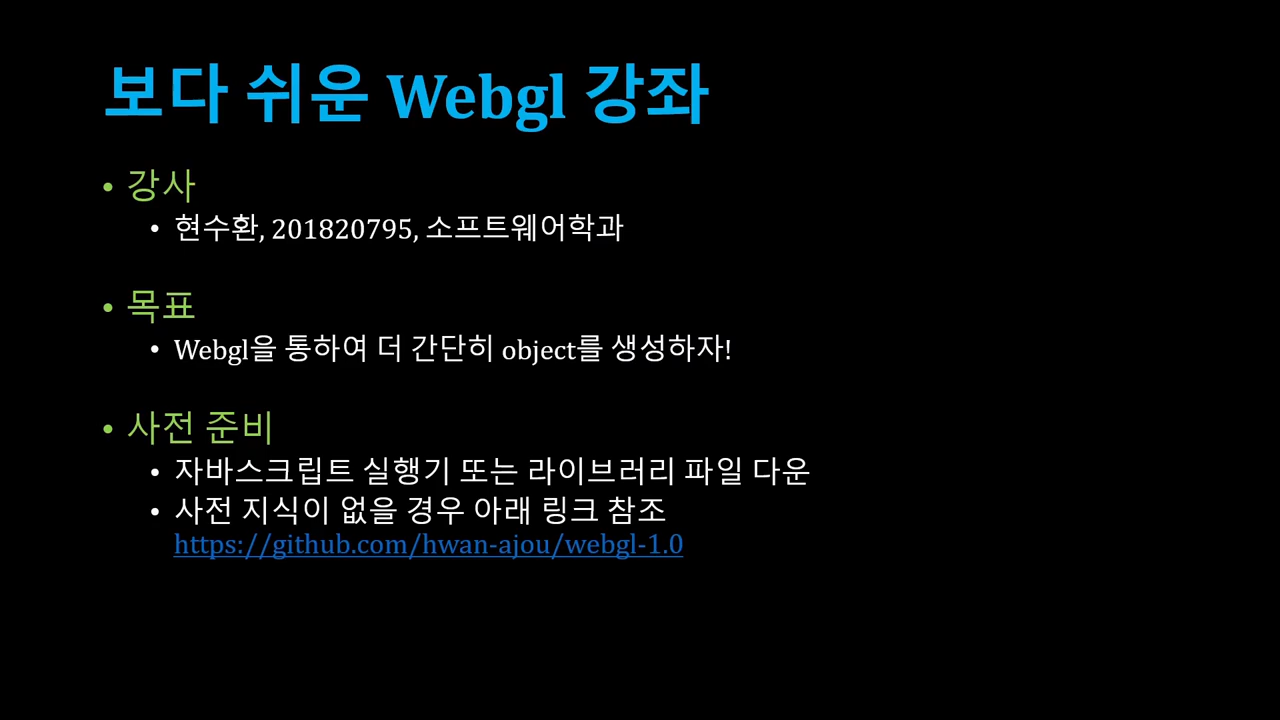 보다 쉬운 Webgl 강좌
• 강사
• 현수환, 201820795, 소프트웨어학과
• 목표
• Webgl을 통하여 더 간단히 object를 생성하자!
• 사전 준비
• 자바스크립트 실행기 또는 라이브러리 파일 다운
• 사전 지식이 없을 경우 아래 링크 참조
https://github.com/hwan-ajou/webgl-1.0